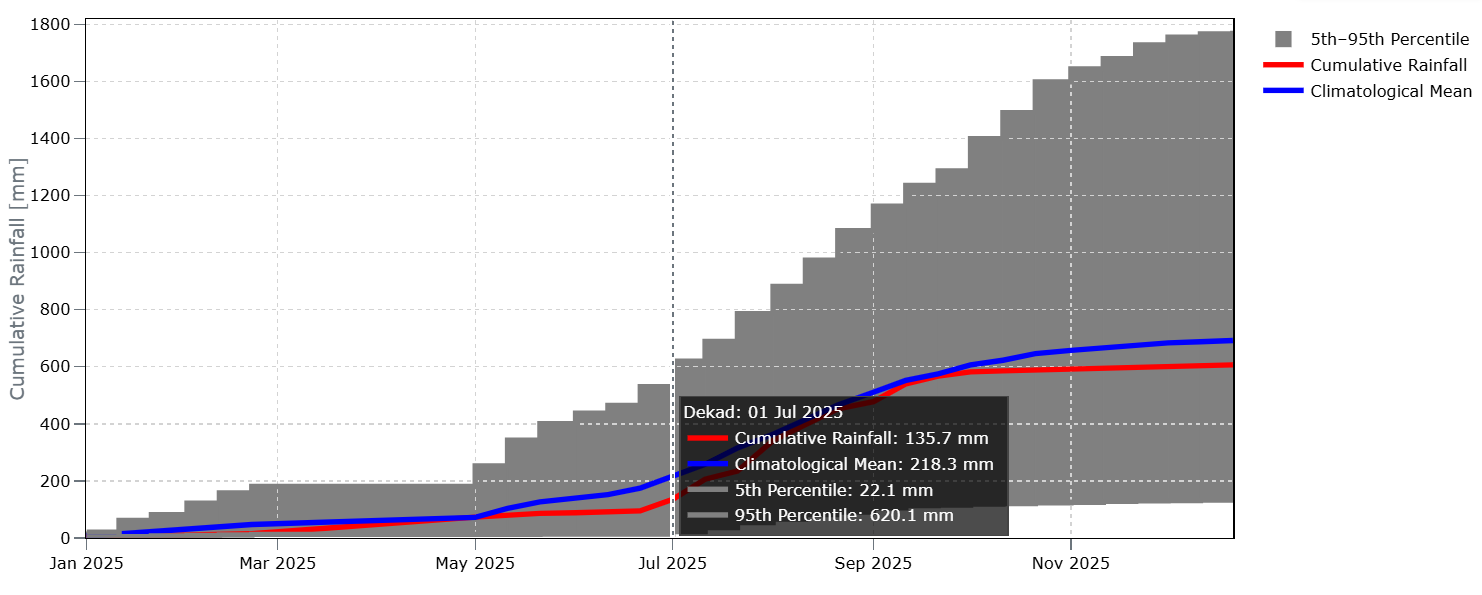 1800
1600
1400
1200
1000
800
600
400
200
0
Cumulative Rainfall [mm]
Jan 2025
Mar 2025
May 2025
Jul 2025
Sep 2025
Nov 2025
Dekad: 01 Jul 2025
Cumulative Rainfall: 135.7 mm
Climatological Mean: 218.3 mm
5th Percentile: 22.1 mm
95th Percentile: 620.1 mm
5th−95th Percentile
Cumulative Rainfall
Climatological Mean